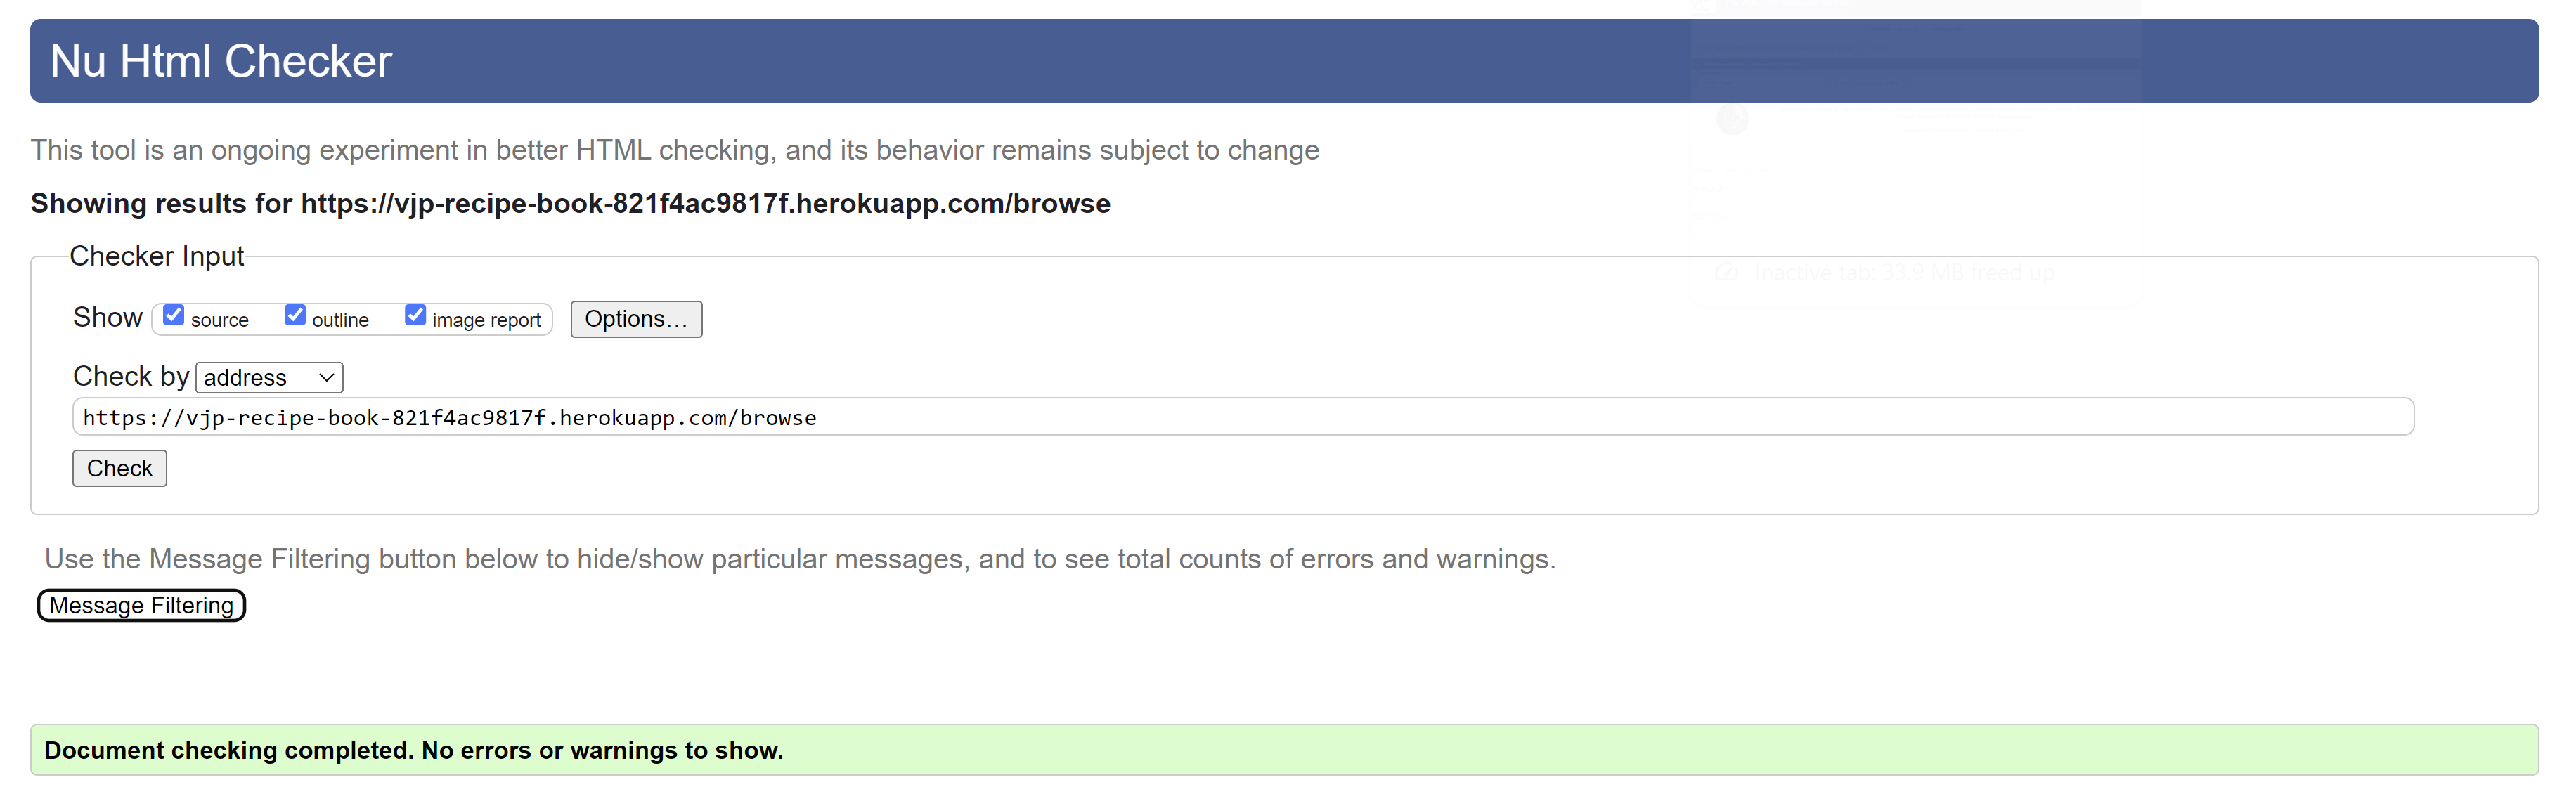 Nu Html Checker
This tool is an ongoing experiment in better HTML checking, and its behavior remains subject to change
Showing results for https://vjp-recipe-book-821f4ac9817f.herokuapp.com/browse
Checker Input
Show source outline image report Options...
Check by address
https://vjp-recipe-book-821f4ac9817f.herokuapp.com/browse
Check
Inactive tab: 33.9 MB freed up
Use the Message Filtering button below to hide/show particular messages, and to see total counts of errors and warnings.
Message Filtering
Document checking completed. No errors or warnings to show.